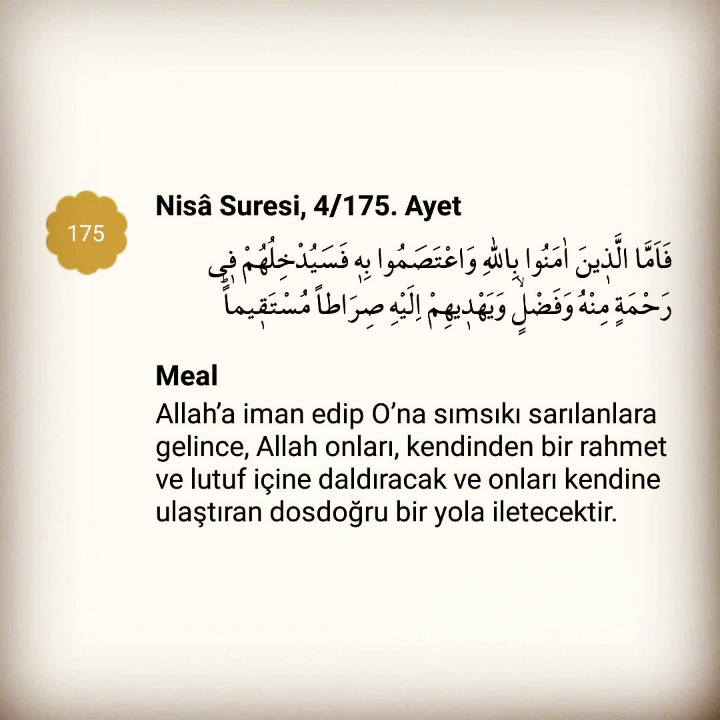 175
Nisâ Suresi, 4/175. Ayet
فَاَمَّا الَّذ۪ينَ اٰمَنُوا بِاللّٰهِ وَاعْتَصَمُوا بِه۪ فَسَيُدْخِلُهُمْ ف۪ي
رَحْمَةٍ مِنْهُ وَفَضْلٍۙ وَيَهْد۪يهِمْ اِلَيْهِ صِرَاطاً مُسْتَق۪يماًۜ
Meal
Allah’a iman edip O’na sımsıkı sarılanlara
gelince, Allah onları, kendinden bir rahmet
ve lutuf içine daldıracak ve onları kendine
ulaştıran dosdoğru bir yola iletecektir.